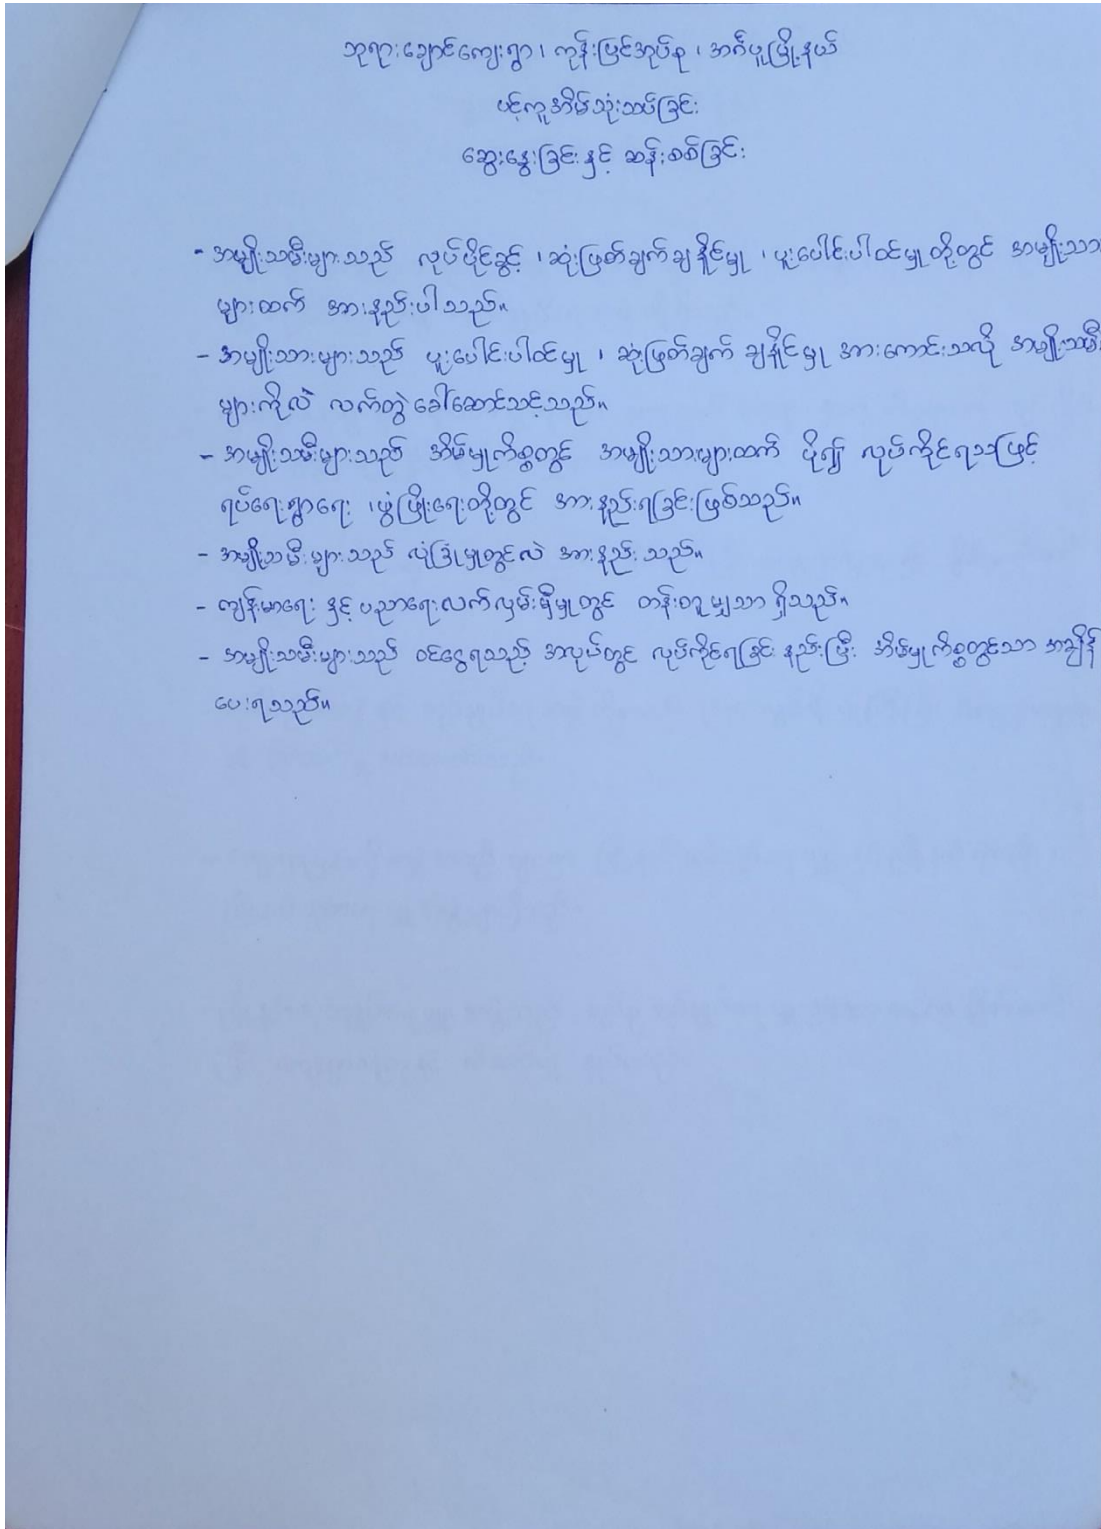 ဘုရားချောင်ကျေးရွာ၊ ကုန်းပြင်အုပ်စု၊ အင်္ဂပူမြို့နယ်
ပင့်ကူအိမ်သုံးသပ်ခြင်း
ဆွေးနွေးခြင်းနှင့် ဆန်းစစ်ခြင်း
- အမျိုးသမီးများသည် လုပ်ပိုင်ခွင့်၊ ဆုံးဖြတ်ချက်ချနိုင်မှု၊ ပူးပေါင်းပါဝင်မှုတို့တွင် အမျိုးသား
များထက် အားနည်းပါသည်။
- အမျိုးသားများသည် ပူးပေါင်းပါဝင်မှု၊ ဆုံးဖြတ်ချက် ချနိုင်မှု အားကောင်းသလို အမျိုးသမီး
များကိုလဲ လက်တွဲခေါ်ဆောင်သင့်သည်။
- အမျိုးသမီးများသည် အိမ်မှုကိစ္စတွင် အမျိုးသားများထက် ပို၍ လုပ်ကိုင်ရသဖြင့်
ရပ်ရေးရွာရေး၊ ဖွံ့ဖြိုးရေးတို့တွင် အားနည်းရခြင်းဖြစ်သည်။
- အမျိုးသမီးများသည် လုံခြုံမှုတွင်လဲ အားနည်းသည်။
- ကျန်းမာရေး နှင့် ပညာရေးလက်လှမ်းမှီမှုတွင် တန်းတူမျှသာ ရှိသည်။
- အမျိုးသမီးများသည် ဝင်ငွေရသည့် အလုပ်တွင် လုပ်ကိုင်ရခြင်း နည်းပြီး အိမ်မှုကိစ္စတွင်သာ အချိန်
ပေးရသည်။